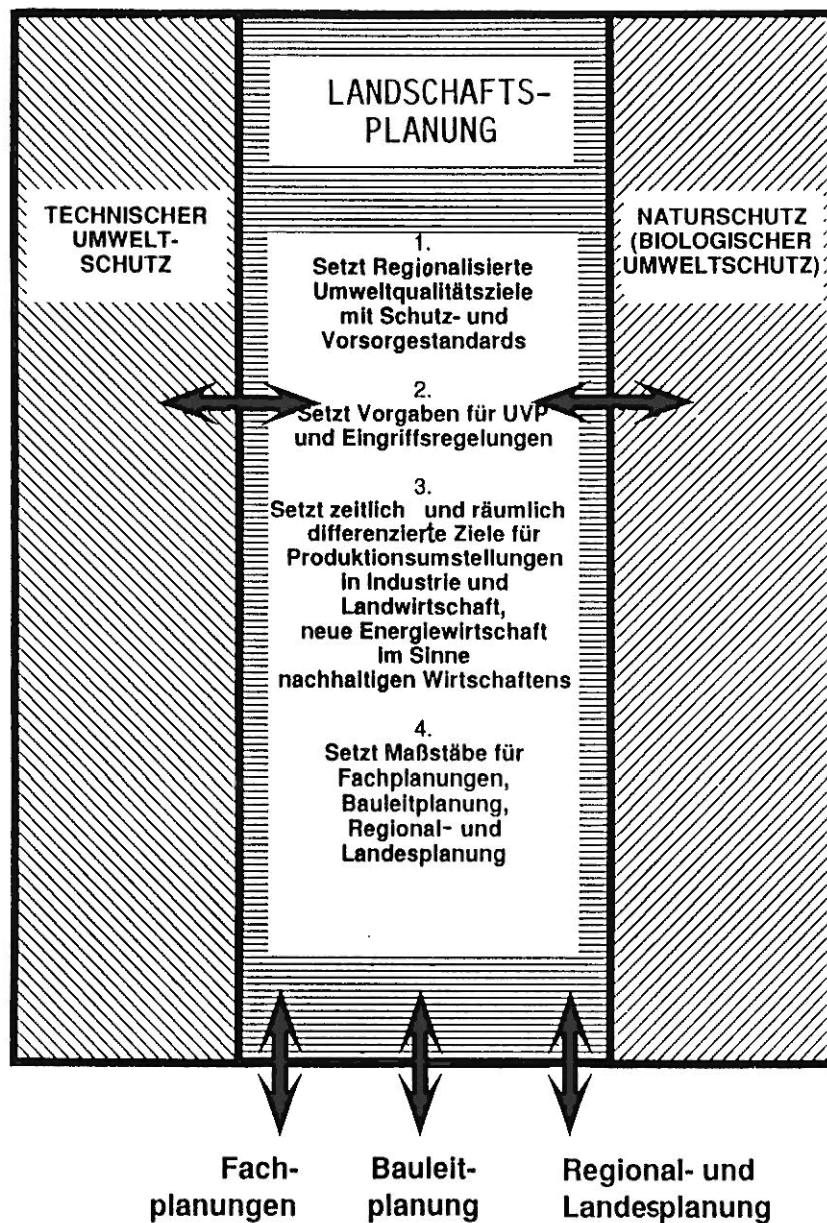 LANDSCHAFTS-
PLANUNG
TECHNISCHER
UMWELT-
SCHUTZ
1.
Setzt Regionalisierte
Umweltqualitätsziele
mit Schutz- und
Vorsorgestandards
2.
Setzt Vorgaben für UVP
und Eingriffsregelungen
3.
Setzt zeitlich und räumlich
differenzierte Ziele für
Produktionsumstellungen
in Industrie und
Landwirtschaft,
neue Energiewirtschaft
im Sinne
nachhaltigen Wirtschaftens
4.
Setzt Maßstäbe für
Fachplanungen,
Bauleitplanung,
Regional- und
Landesplanung
NATURSCHUTZ
(BIOLOGISCHER
UMWELTSCHUTZ)
Fach-
planungen
Bauleit-
planung
Regional- und
Landesplanung